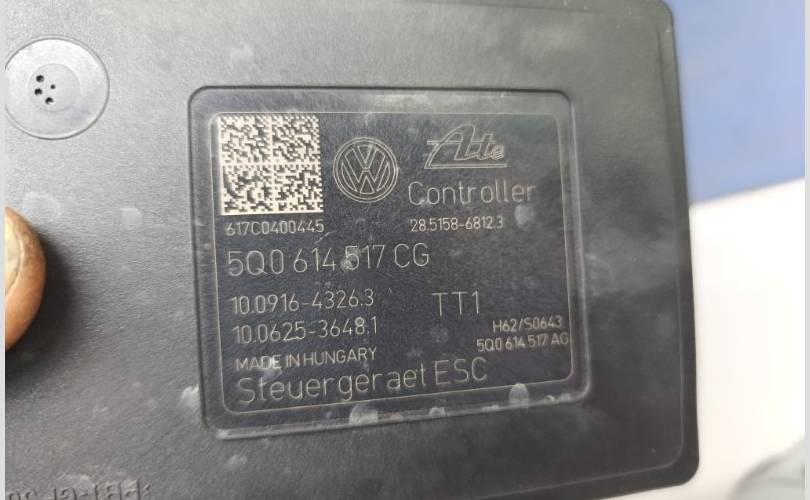 Ate
Controller
617C0400445
28.5158-6812.3
5Q0 614 517 CG
10.0916-4326.3
TT1
10.0625-3648.1
H62/S0643
5Q0 614 517 AG
MADE IN HUNGARY
Steuergeraet ESC